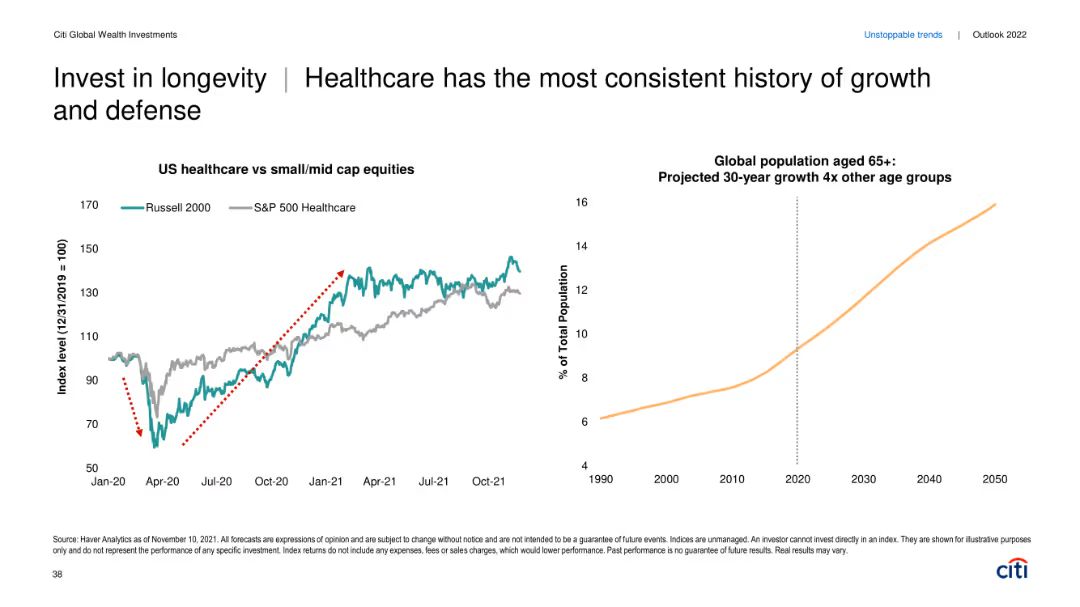 Citi Global Wealth Investments
Unstoppable trends | Outlook 2022
Invest in longevity | Healthcare has the most consistent history of growth
and defense
US healthcare vs small/mid cap equities
Russell 2000
S&P 500 Healthcare
Index level (12/31/2019 = 100)
170
150
130
110
90
70
50
Jan-20 Apr-20 Jul-20 Oct-20 Jan-21 Apr-21 Jul-21 Oct-21
Global population aged 65+:
Projected 30-year growth 4x other age groups
% of Total Population
16
14
12
10
8
6
4
1990 2000 2010 2020 2030 2040 2050
Source: Haver Analytics as of November 10, 2021. All forecasts are expressions of opinion and are subject to change without notice and are not intended to be a guarantee of future events. Indices are unmanaged. An investor cannot invest directly in an index. They are shown for illustrative purposes
only and do not represent the performance of any specific investment. Index returns do not include any expenses, fees or sales charges, which would lower performance. Past performance is no guarantee of future results. Real results may vary.
38
citi